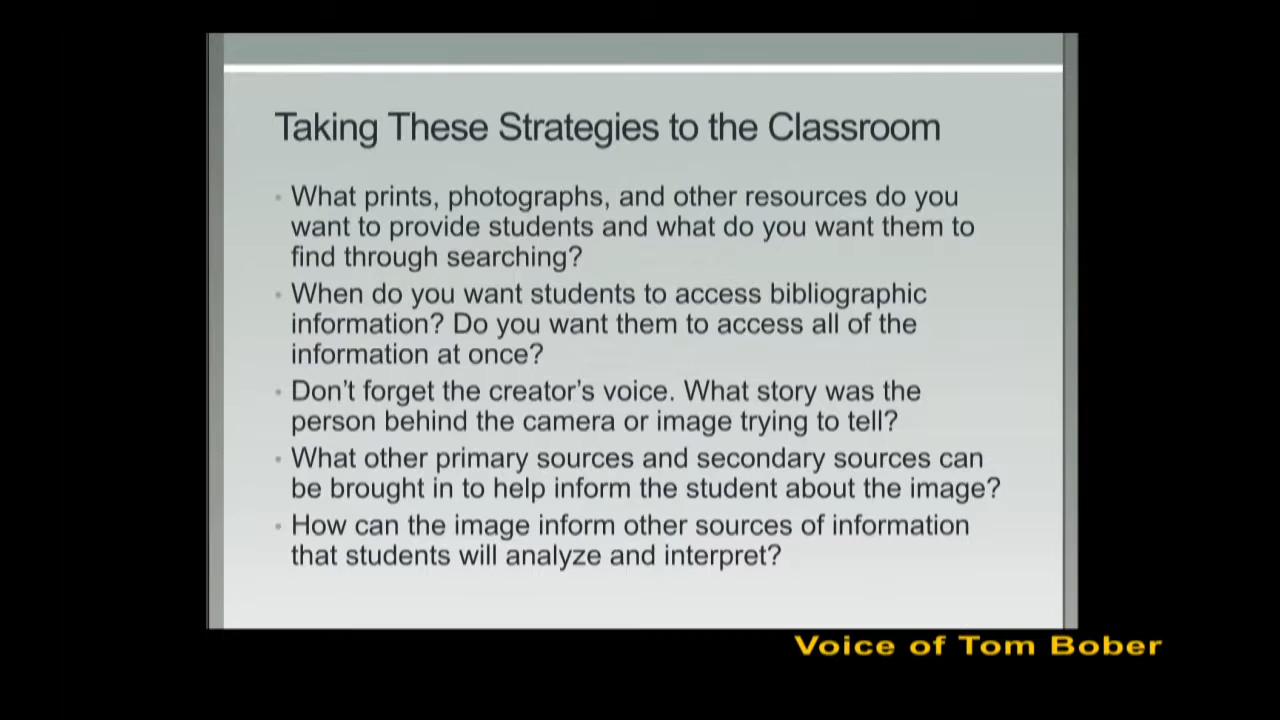 Taking These Strategies to the Classroom
• What prints, photographs, and other resources do you
want to provide students and what do you want them to
find through searching?
• When do you want students to access bibliographic
information? Do you want them to access all of the
information at once?
• Don't forget the creator's voice. What story was the
person behind the camera or image trying to tell?
• What other primary sources and secondary sources can
be brought in to help inform the student about the image?
• How can the image inform other sources of information
that students will analyze and interpret?
Voice of Tom Bober